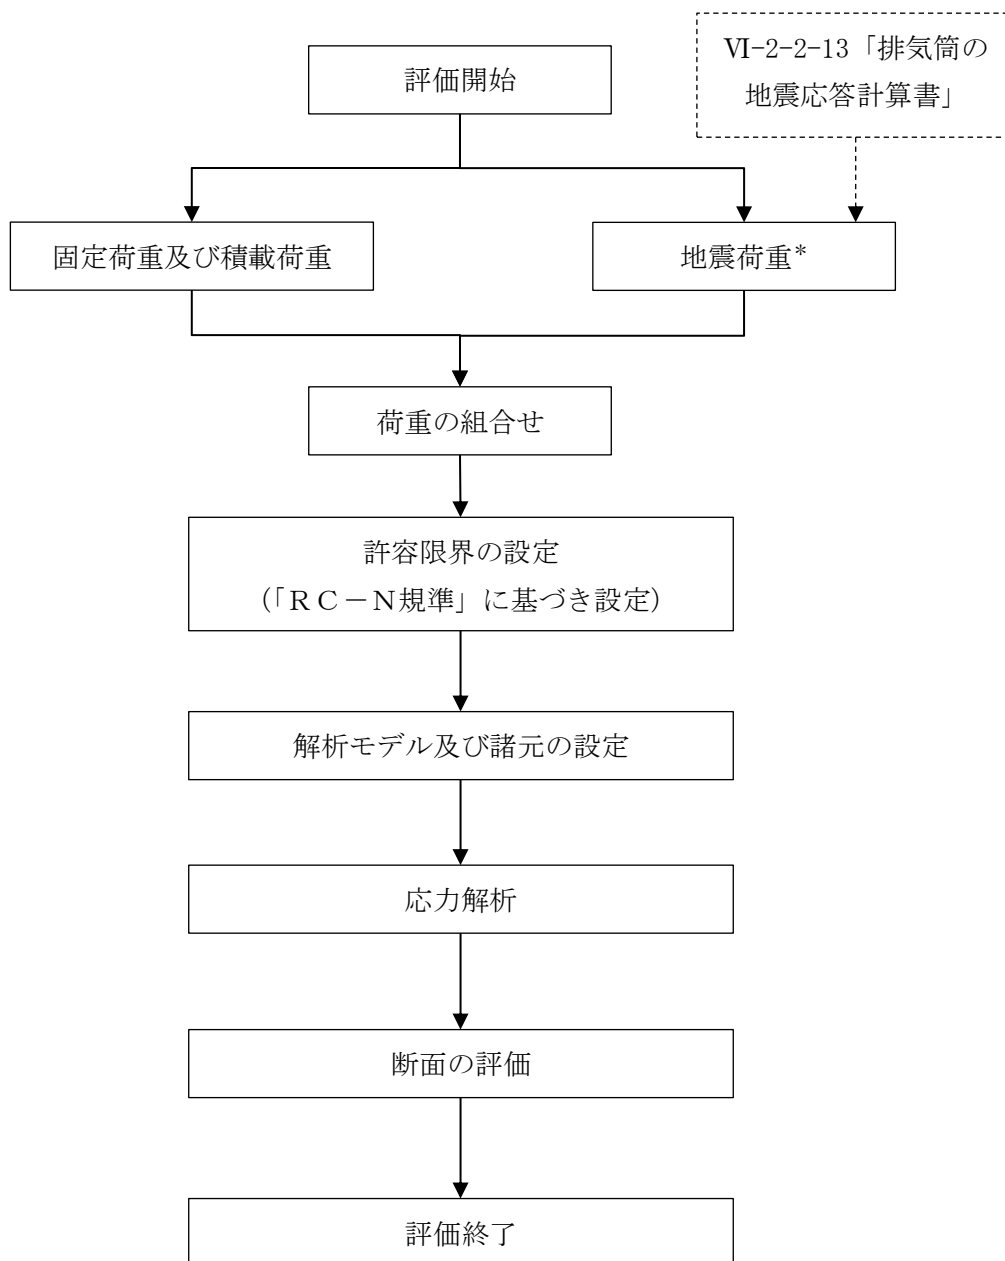 評価開始
Ⅵ-2-2-13「排気筒の
地震応答計算書」
固定荷重及び積載荷重
地震荷重*
荷重の組合せ
許容限界の設定
(「RC-N規準」に基づき設定)
解析モデル及び諸元の設定
応力解析
断面の評価
評価終了